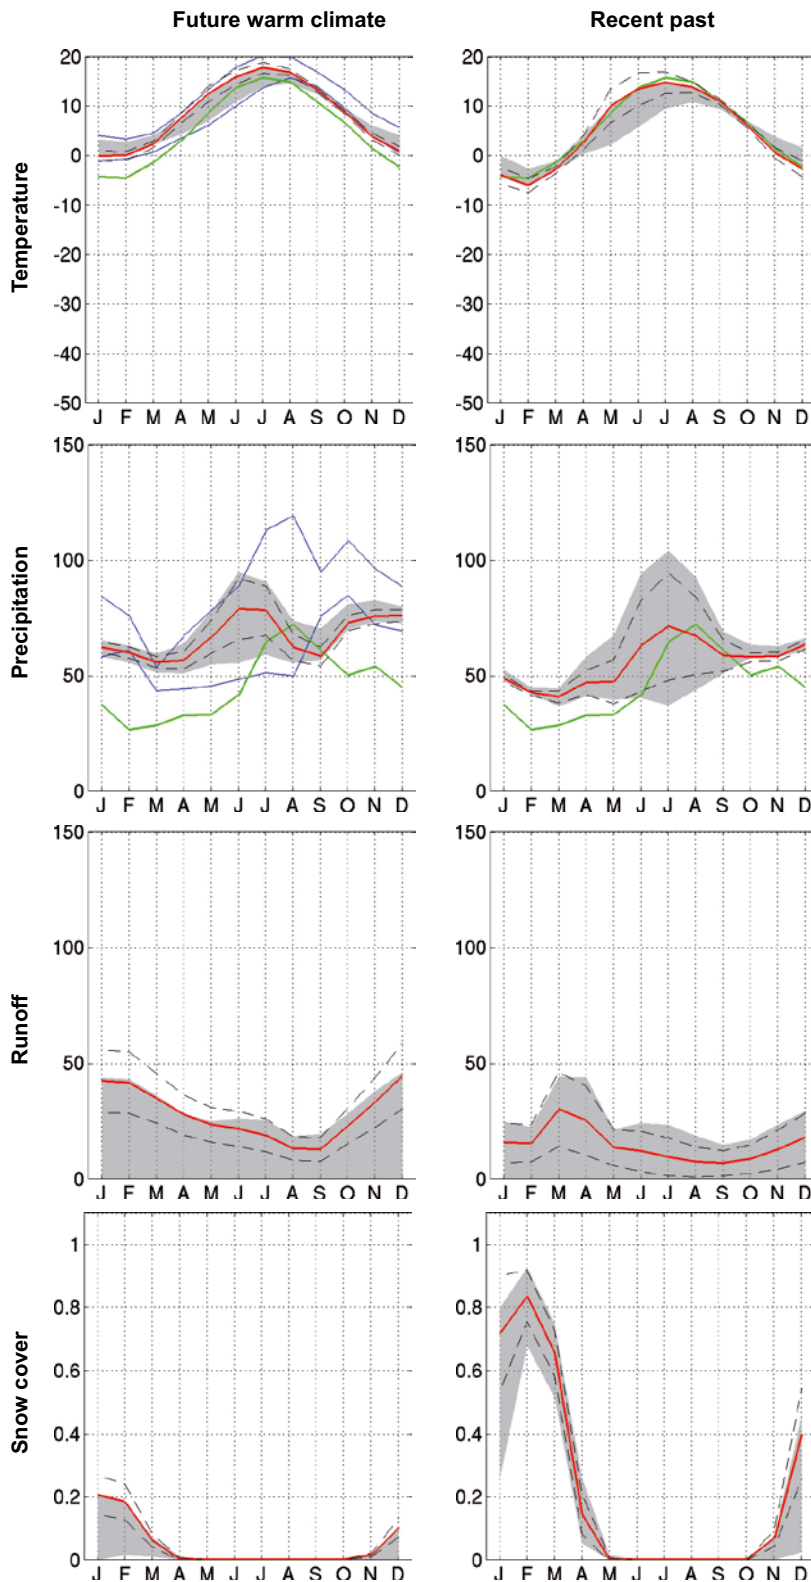 Future warm climate Recent past
Temperature
20 20
10 10
0 0
-10 -10
-20 -20
-30 -30
-40 -40
-50 -50
J F M A M J J A S O N D J F M A M J J A S O N D
Precipitation
150 150
100 100
50 50
0 0
J F M A M J J A S O N D J F M A M J J A S O N D
Runoff
150 150
100 100
50 50
0 0
J F M A M J J A S O N D J F M A M J J A S O N D
Snow cover
1 1
0.8 0.8
0.6 0.6
0.4 0.4
0.2 0.2
0 0
J F M A M J J A S O N D J F M A M J J A S O N D